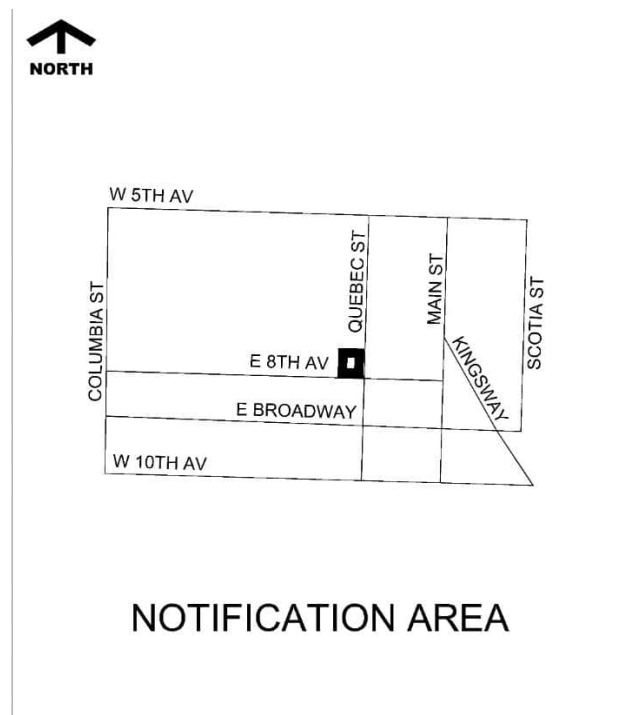 NORTH
W 5TH AV
COLUMBIA ST
QUEBEC ST
MAIN ST
SCOTIA ST
KINGSWAY
E 8TH AV
E BROADWAY
W 10TH AV
NOTIFICATION AREA